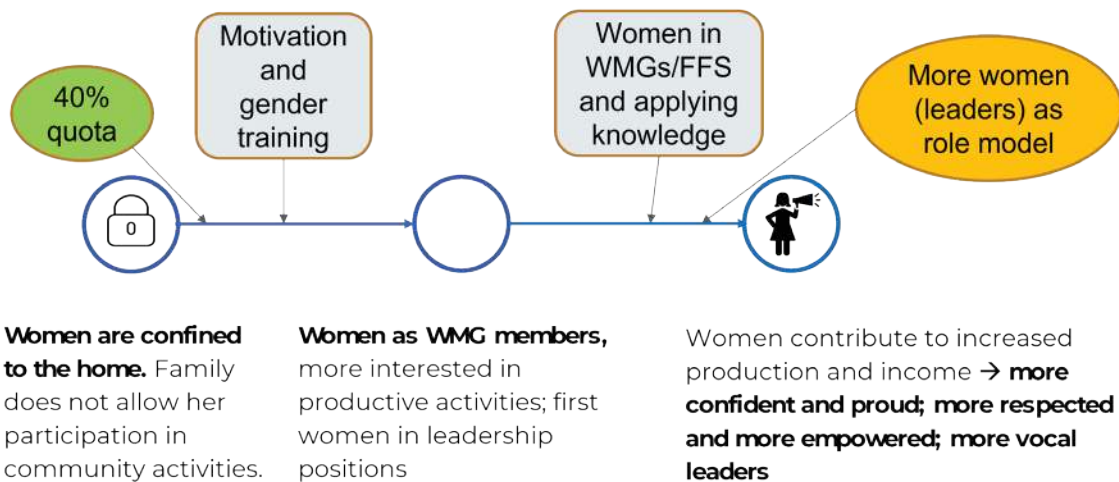 40%
quota
Motivation
and
gender
training
Women in
WMGs/FFS
and applying
knowledge
More women
(leaders) as
role model
0
Women are confined
to the home. Family
does not allow her
participation in
community activities.
Women as WMG members,
more interested in
productive activities; first
women in leadership
positions
Women contribute to increased
production and income → more
confident and proud; more respected
and more empowered; more vocal
leaders